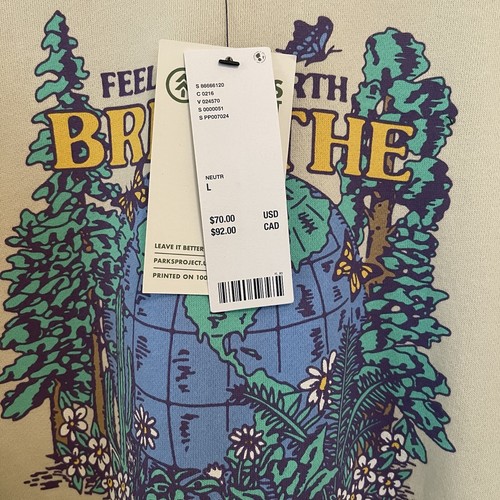 FEEL
RTH
BR
THE
S 86666120
C 0216
V 024570
S 0000051
S PP007024
NEUTR
L
$70.00 USD
$92.00 CAD
LEAVE IT BETTER
PARKSPROJECT.U
PRINTED ON 100